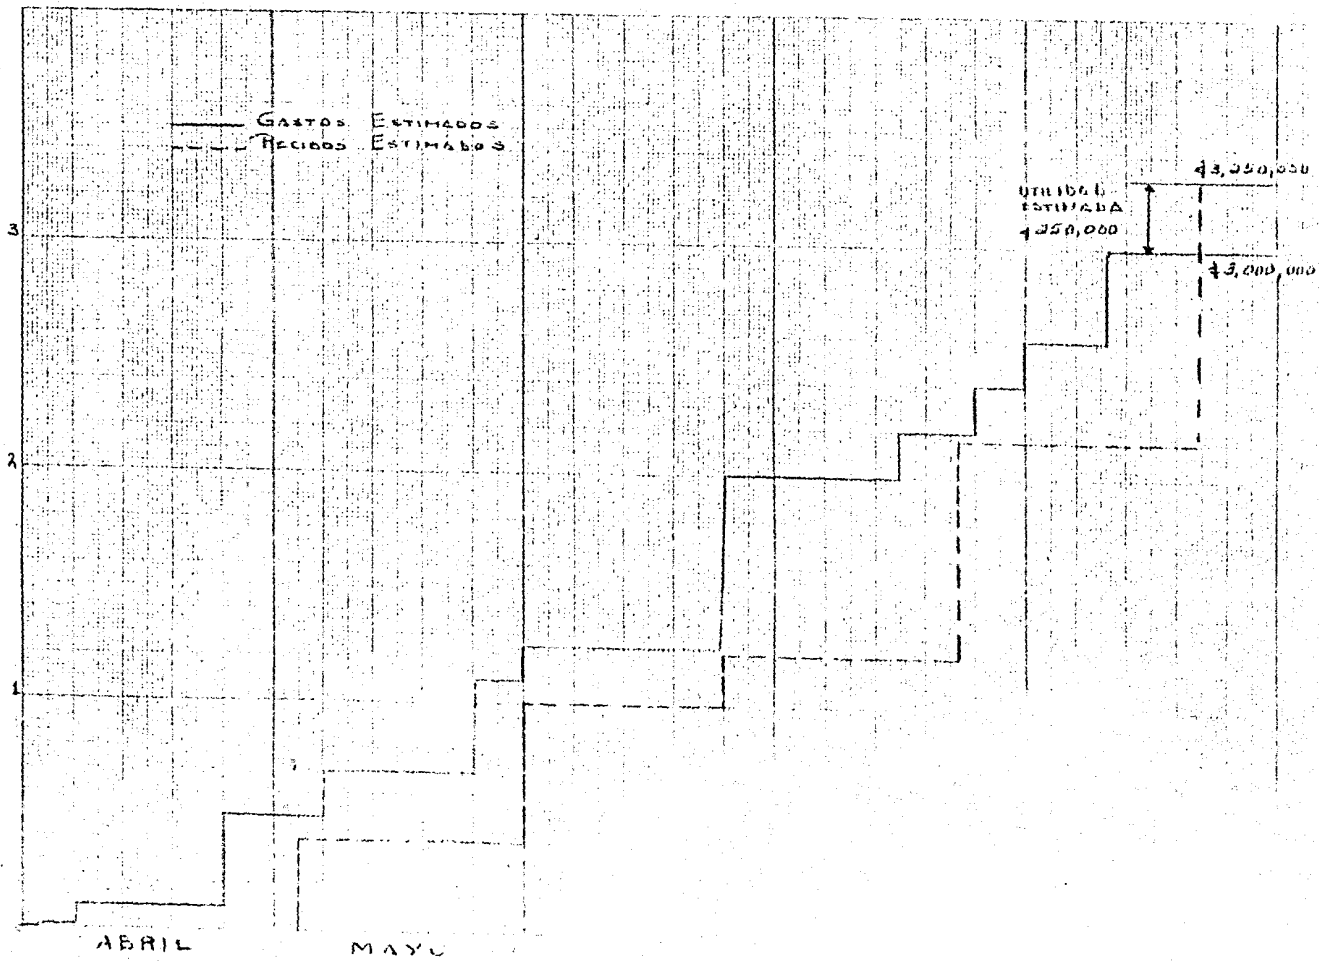 GASTOS ESTIMADOS
RECIBOS ESTIMADOS
¢3,250,000
UTILIDAD
ESTIMADA
¢250,000
3
¢3,000,000
2
1
ABRIL
MAYO